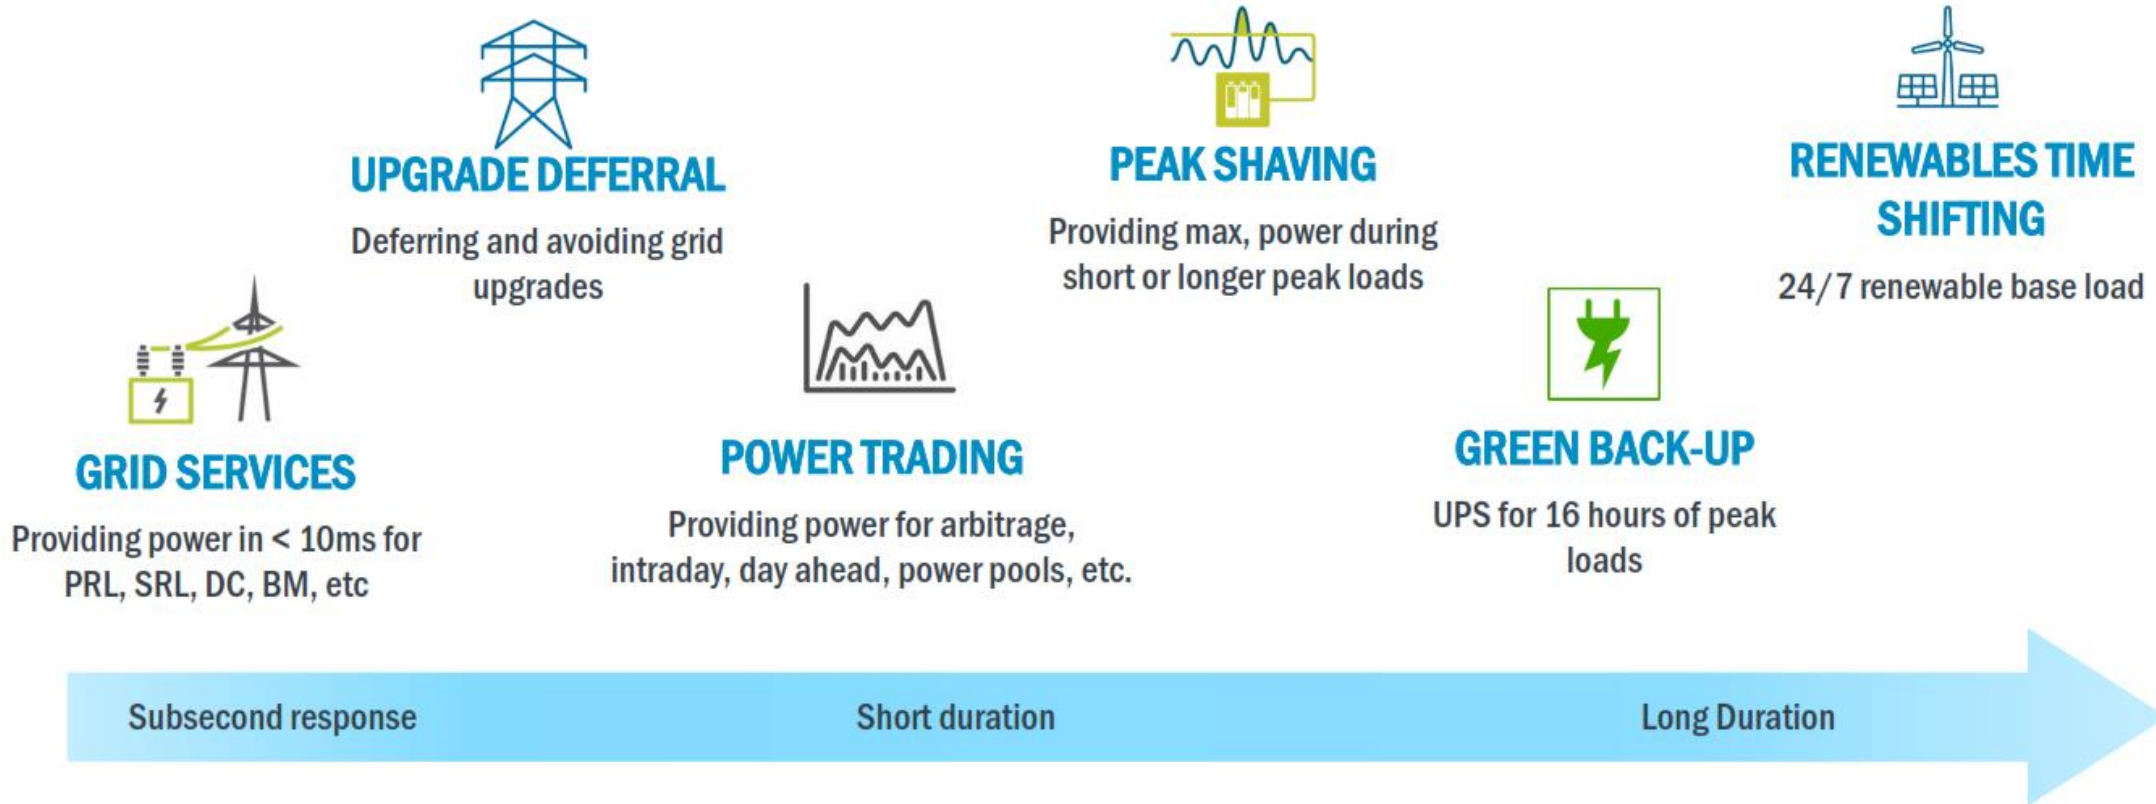 UPGRADE DEFERRAL
Deferring and avoiding grid
upgrades
PEAK SHAVING
Providing max, power during
short or longer peak loads
RENEWABLES TIME
SHIFTING
24/7 renewable base load
GRID SERVICES
Providing power in < 10ms for
PRL, SRL, DC, BM, etc
POWER TRADING
Providing power for arbitrage,
intraday, day ahead, power pools, etc.
GREEN BACK-UP
UPS for 16 hours of peak
loads
Subsecond response
Short duration
Long Duration